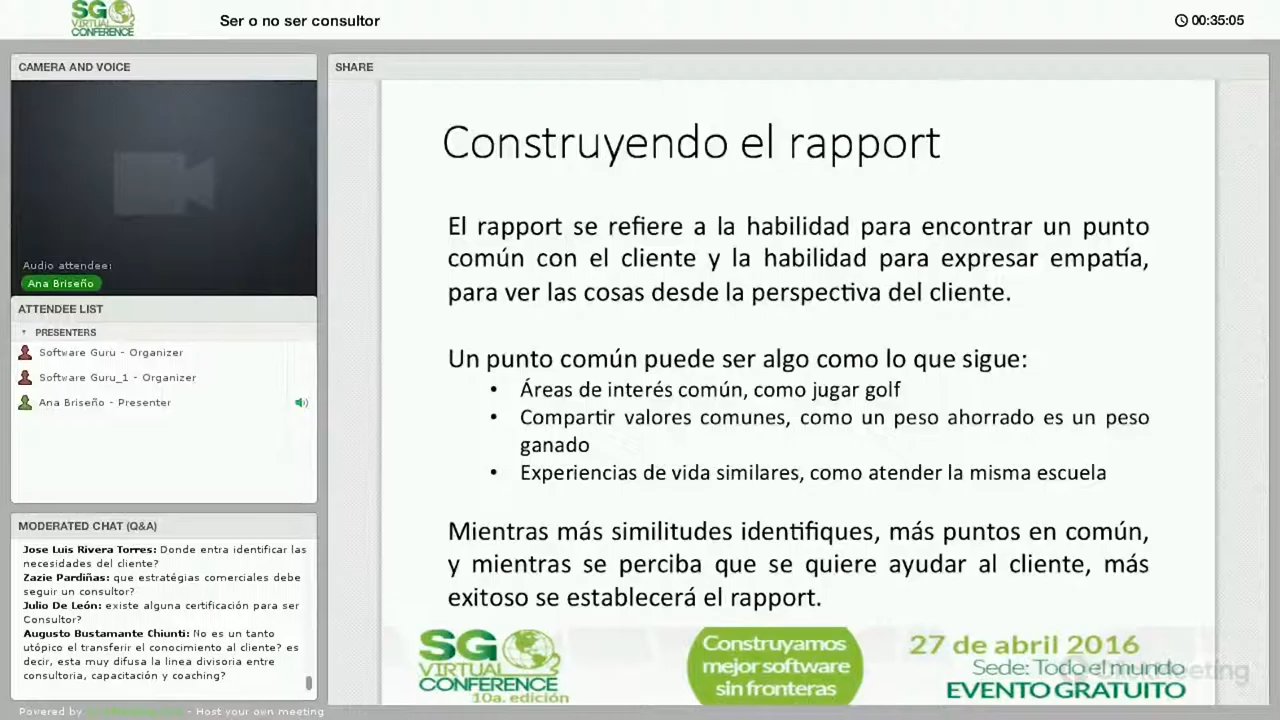 SG
VIRTUAL
CONFERENCE
Ser o no ser consultor
00:35:05
CAMERA AND VOICE
Audio attendee:
Ana Briseño
ATTENDEE LIST
PRESENTERS
Software Guru - Organizer
Software Guru_1 - Organizer
Ana Briseño - Presenter
MODERATED CHAT (Q&A)
Jose Luis Rivera Torres: Donde entra identificar las
necesidades del cliente?
Zazie Pardiñas: que estratégias comerciales debe
seguir un consultor?
Julio De León: existe alguna certificación para ser
Consultor?
Augusto Bustamante Chiunti: No es un tanto
utópico el transferir el conocimiento al cliente? es
decir, esta muy difusa la linea divisoria entre
consultoria, capacitación y coaching?
Powered by - Host your own meeting
SHARE
Construyendo el rapport
El rapport se refiere a la habilidad para encontrar un punto
común con el cliente y la habilidad para expresar empatía,
para ver las cosas desde la perspectiva del cliente.
Un punto común puede ser algo como lo que sigue:
• Áreas de interés común, como jugar golf
• Compartir valores comunes, como un peso ahorrado es un peso
ganado
• Experiencias de vida similares, como atender la misma escuela
Mientras más similitudes identifiques, más puntos en común,
y mientras se perciba que se quiere ayudar al cliente, más
exitoso se establecerá el rapport.
SG
VIRTUAL
CONFERENCE
10a. edición
Construyamos
mejor software
sin fronteras
27 de abril 2016
Sede: Todo el mundo
EVENTO GRATUITO
ClickMeeting